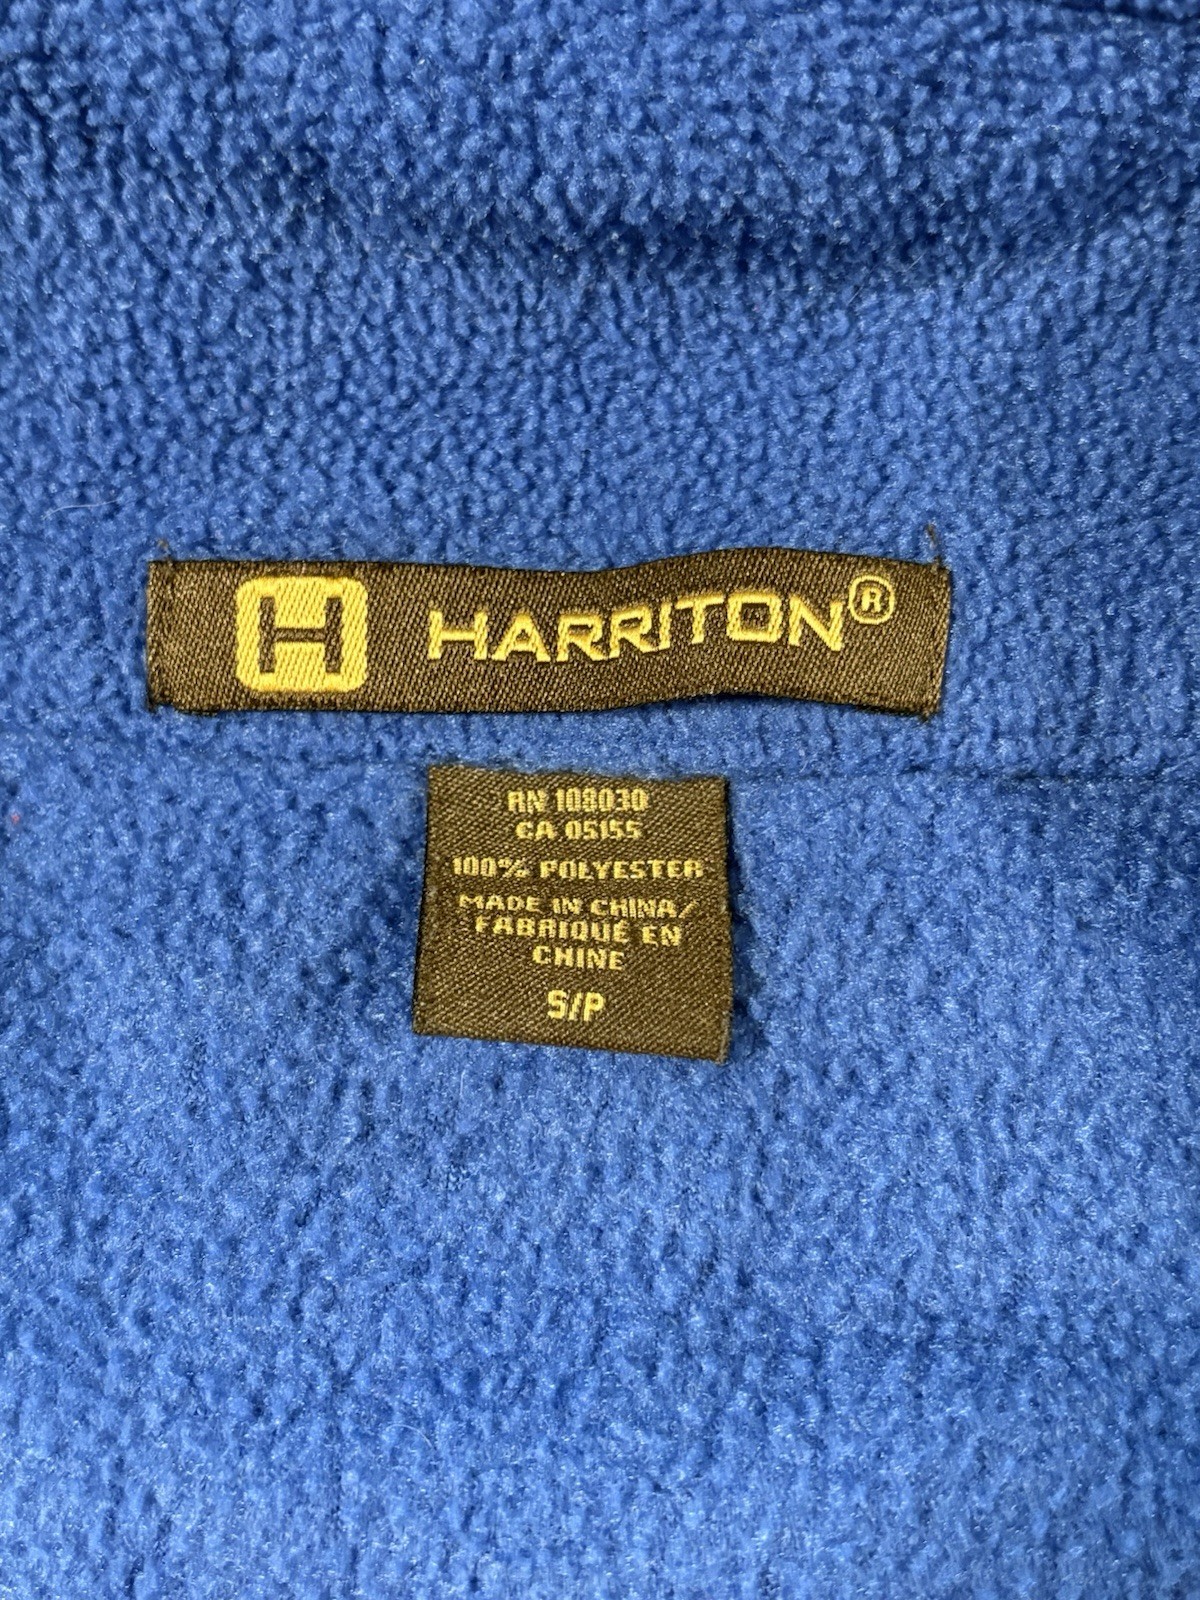 H HARRITON®
RN 108030
CA 05155
100% POLYESTER
MADE IN CHINA/
FABRIQUÉ EN
CHINE
S/P